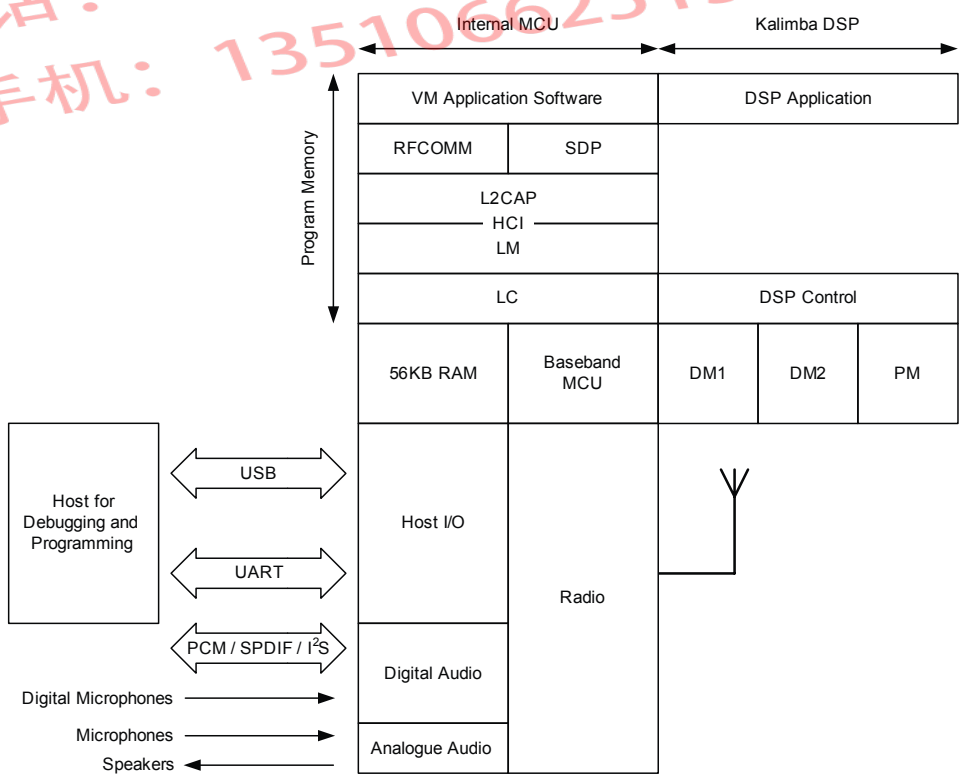 Internal MCU
Kalimba DSP
手机：
Program Memory
VM Application Software
DSP Application
RFCOMM
SDP
L2CAP
HCI
LM
LC
DSP Control
56KB RAM
Baseband
MCU
DM1
DM2
PM
Host for
Debugging and
Programming
USB
UART
PCM / SPDIF / I²S
Host I/O
Radio
Digital Audio
Analogue Audio
Digital Microphones
Microphones
Speakers